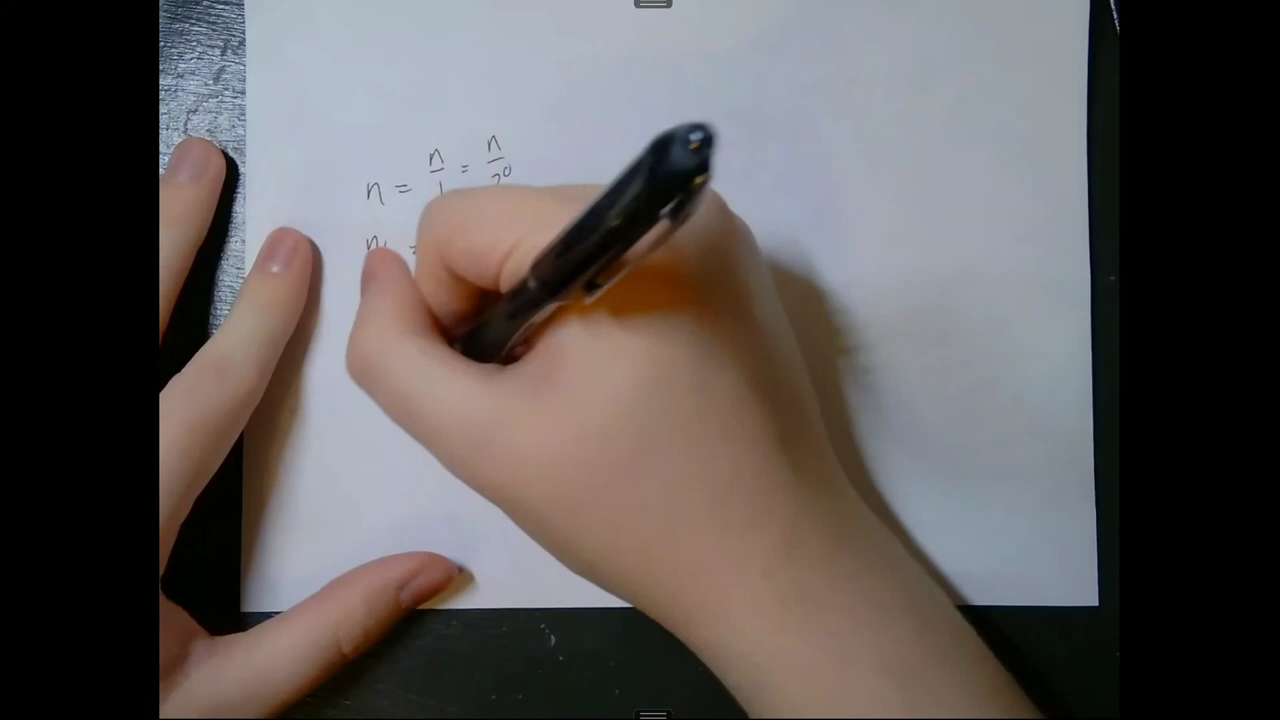 n = n/1 = n/2⁰
n =